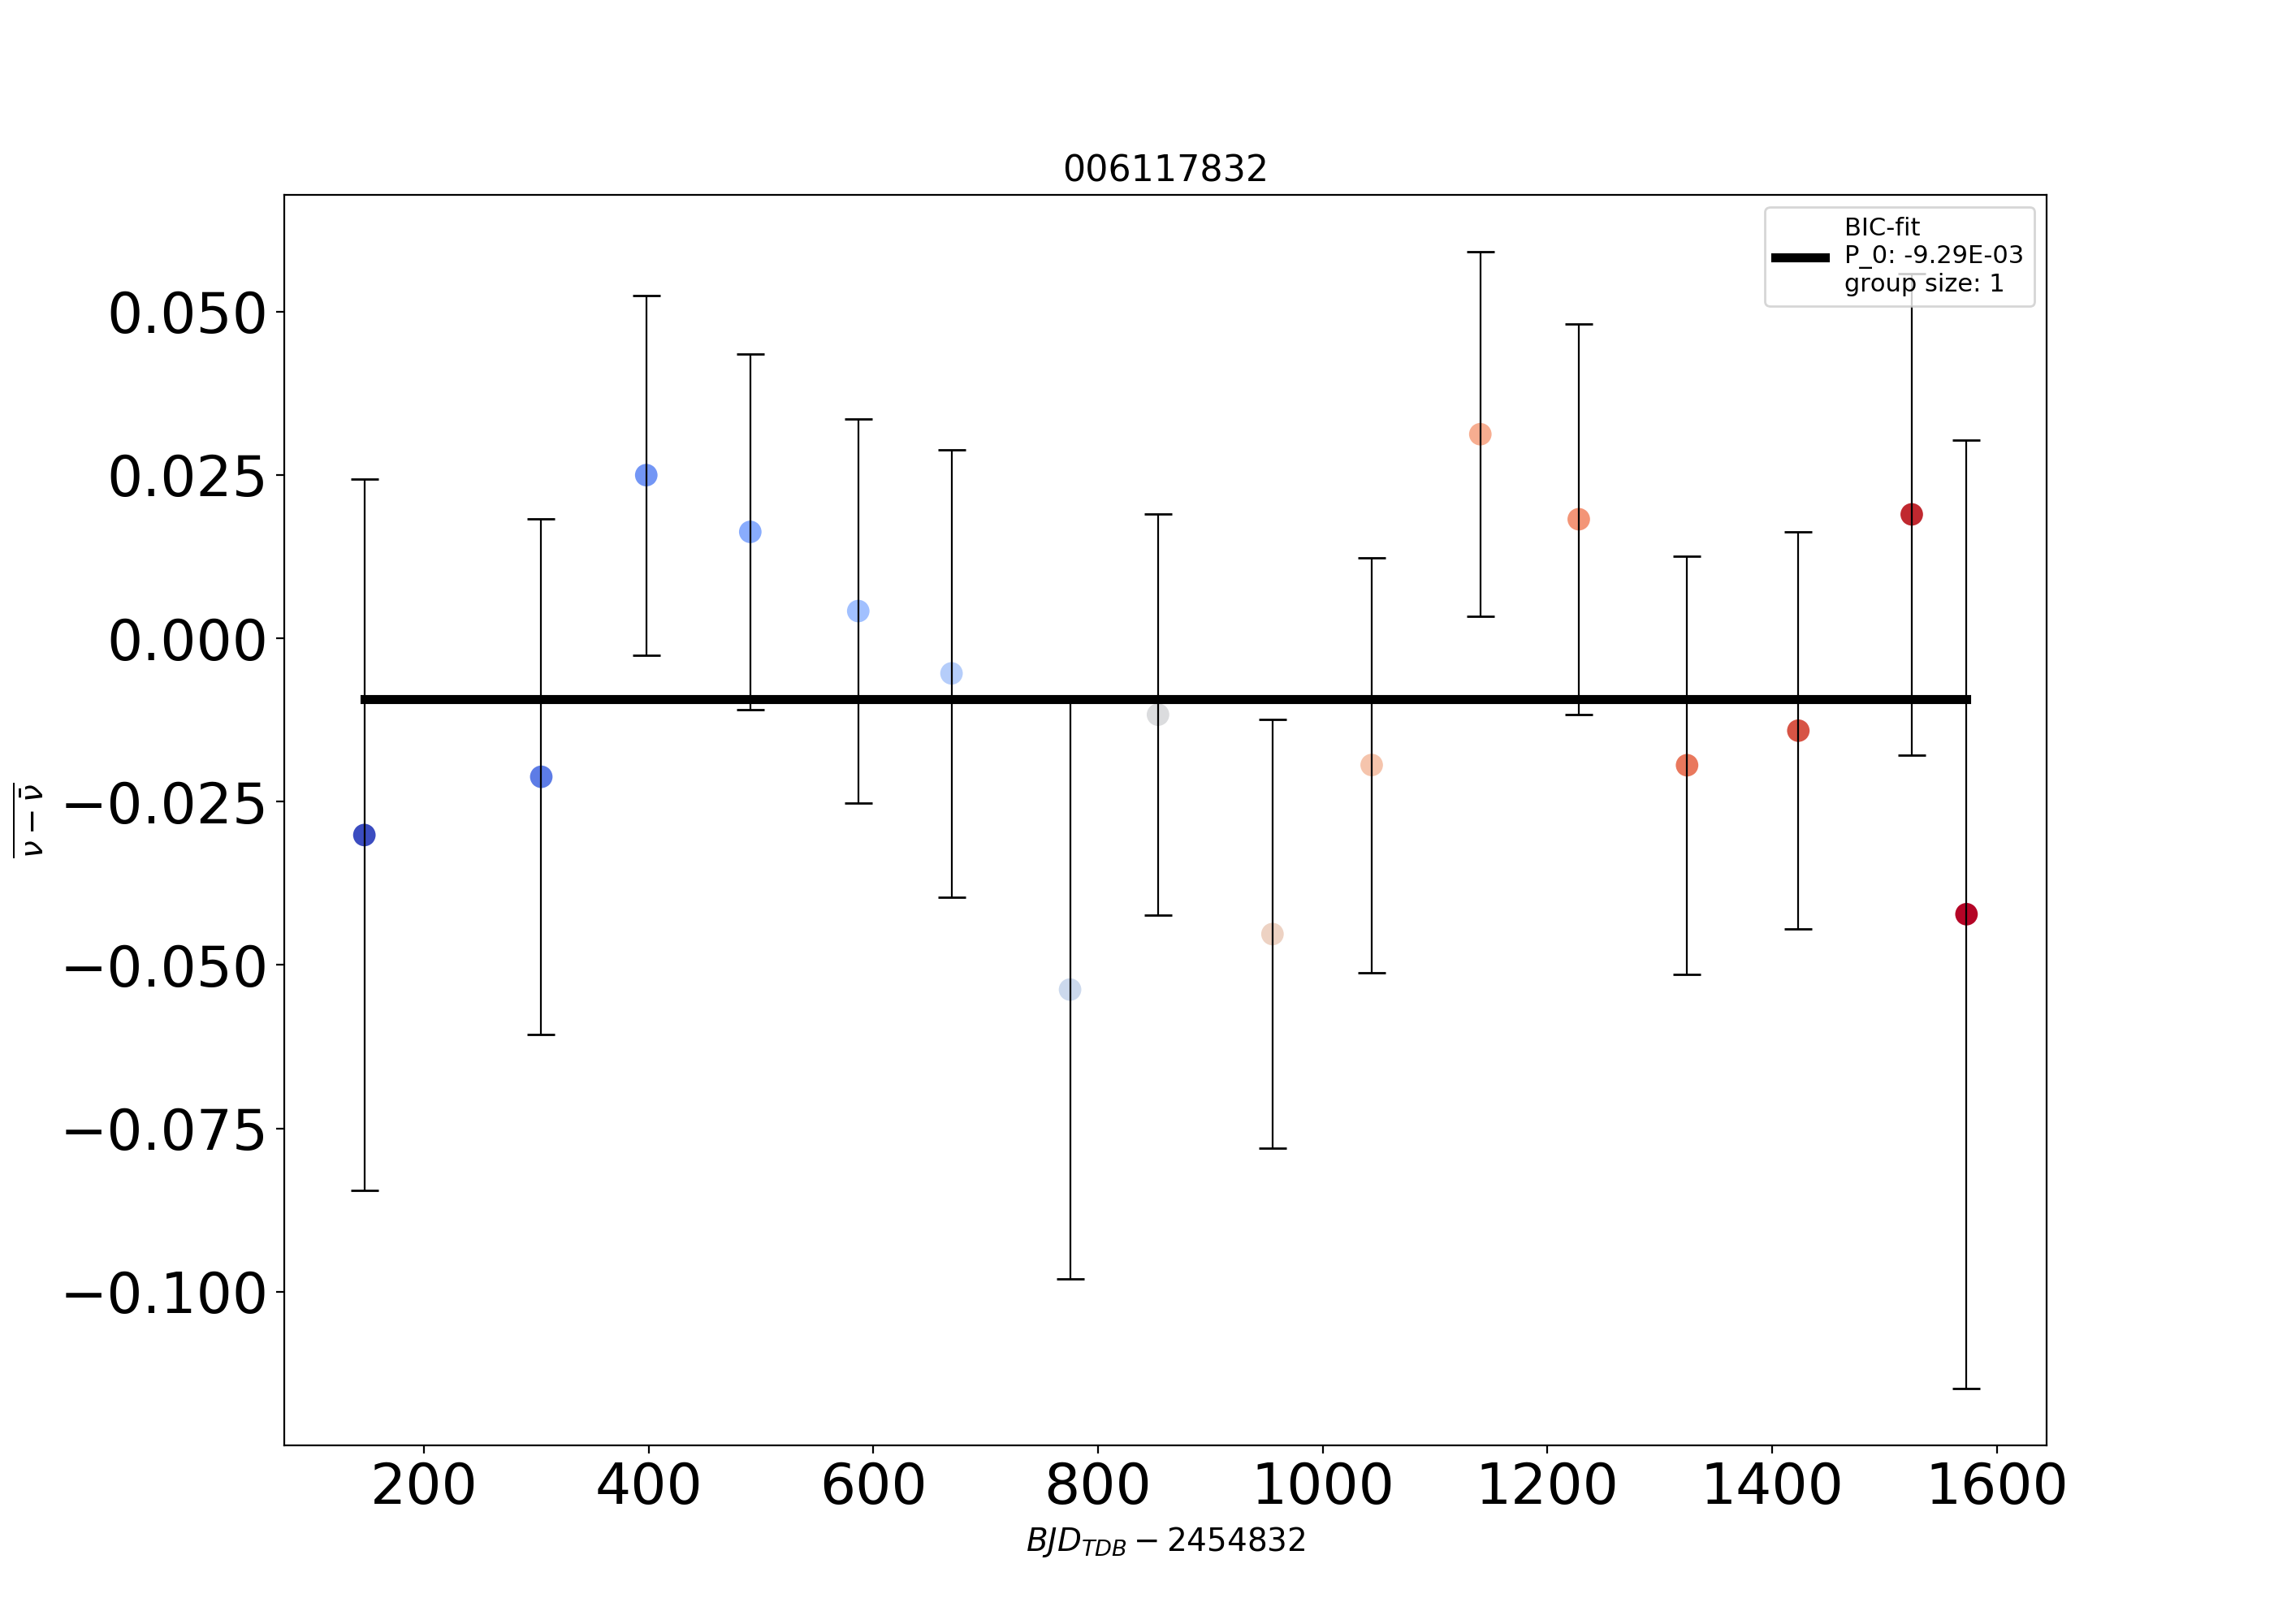 006117832
BIC-fit
P_0: -9.29E-03
group size: 1
0.050
0.025
0.000
−0.025
−0.050
−0.075
−0.100
ν − ν̄
200 400 600 800 1000 1200 1400 1600
BJD_TDB − 2454832